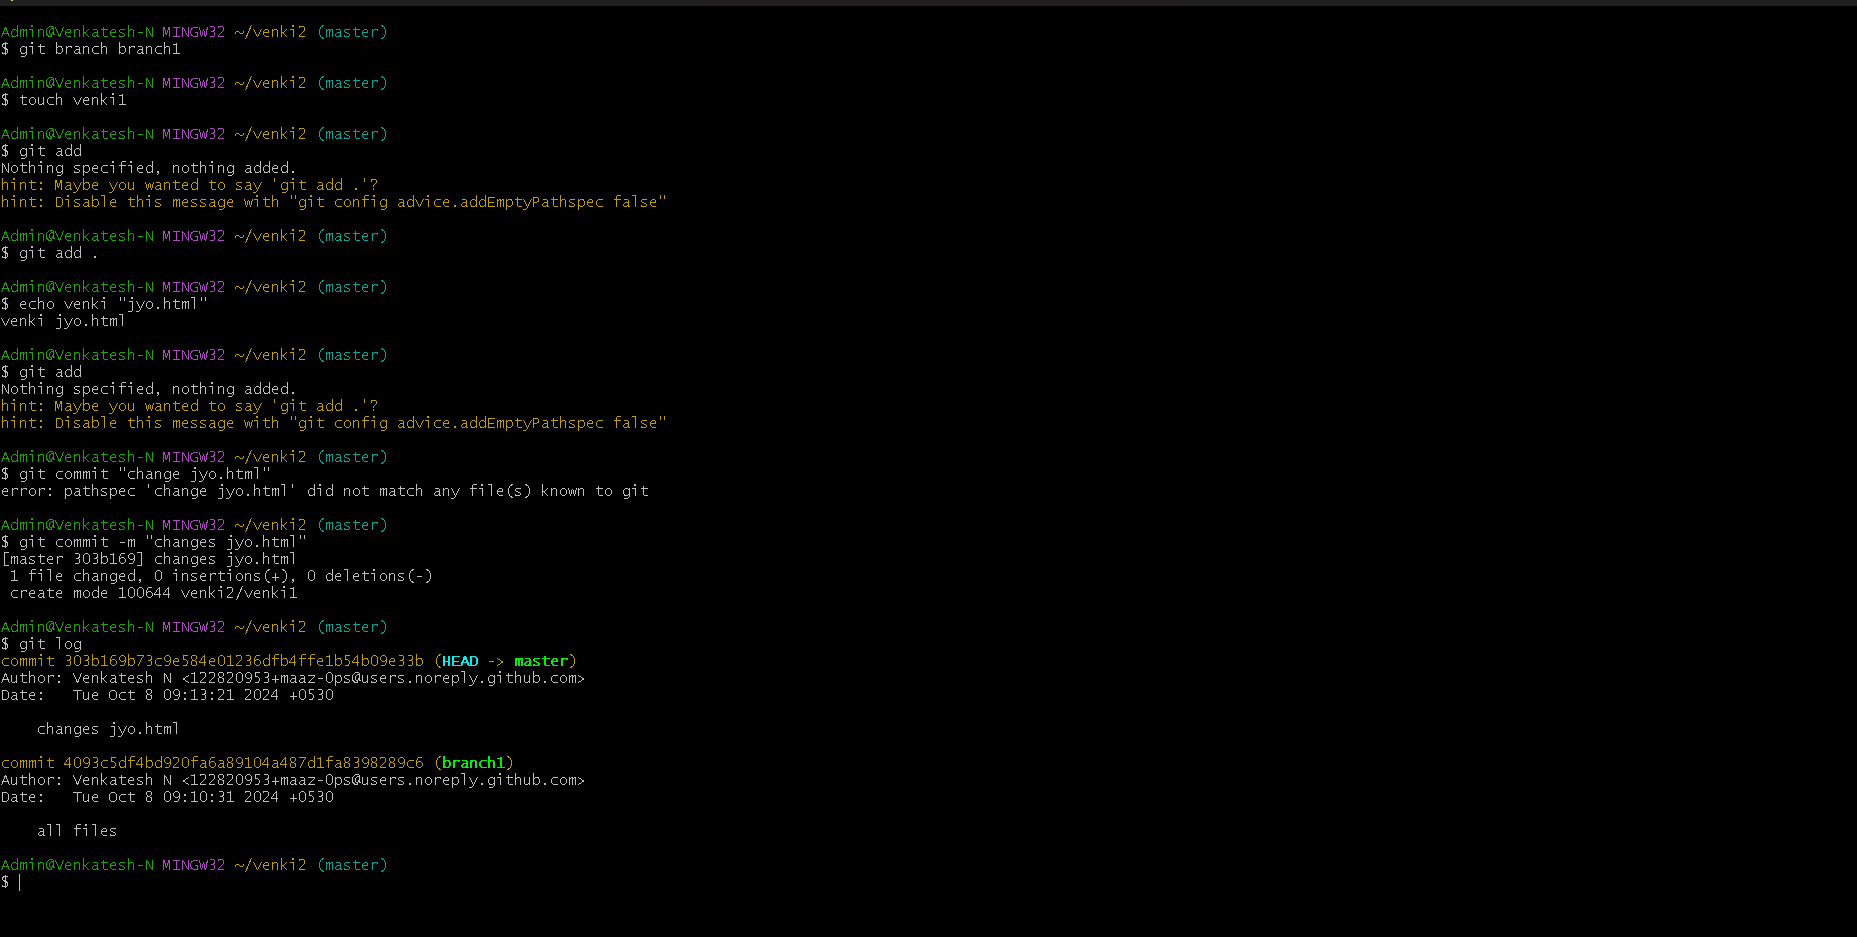 Admin@Venkatesh-N MINGW32 ~/venki2 (master)
$ git branch branch1
Admin@Venkatesh-N MINGW32 ~/venki2 (master)
$ touch venki1
Admin@Venkatesh-N MINGW32 ~/venki2 (master)
$ git add
Nothing specified, nothing added.
hint: Maybe you wanted to say 'git add .'?
hint: Disable this message with "git config advice.addEmptyPathspec false"
Admin@Venkatesh-N MINGW32 ~/venki2 (master)
$ git add .
Admin@Venkatesh-N MINGW32 ~/venki2 (master)
$ echo venki "jyo.html"
venki jyo.html
Admin@Venkatesh-N MINGW32 ~/venki2 (master)
$ git add
Nothing specified, nothing added.
hint: Maybe you wanted to say 'git add .'?
hint: Disable this message with "git config advice.addEmptyPathspec false"
Admin@Venkatesh-N MINGW32 ~/venki2 (master)
$ git commit "change jyo.html"
error: pathspec 'change jyo.html' did not match any file(s) known to git
Admin@Venkatesh-N MINGW32 ~/venki2 (master)
$ git commit -m "changes jyo.html"
[master 303b169] changes jyo.html
1 file changed, 0 insertions(+), 0 deletions(-)
create mode 100644 venki2/venki1
Admin@Venkatesh-N MINGW32 ~/venki2 (master)
$ git log
commit 303b169b73c9e584e01236dfb4ffe1b54b09e33b (HEAD -> master)
Author: Venkatesh N <122820953+maaz-Ops@users.noreply.github.com>
Date: Tue Oct 8 09:13:21 2024 +0530
changes jyo.html
commit 4093c5df4bd920fa6a89104a487d1fa8398289c6 (branch1)
Author: Venkatesh N <122820953+maaz-Ops@users.noreply.github.com>
Date: Tue Oct 8 09:10:31 2024 +0530
all files
Admin@Venkatesh-N MINGW32 ~/venki2 (master)
$